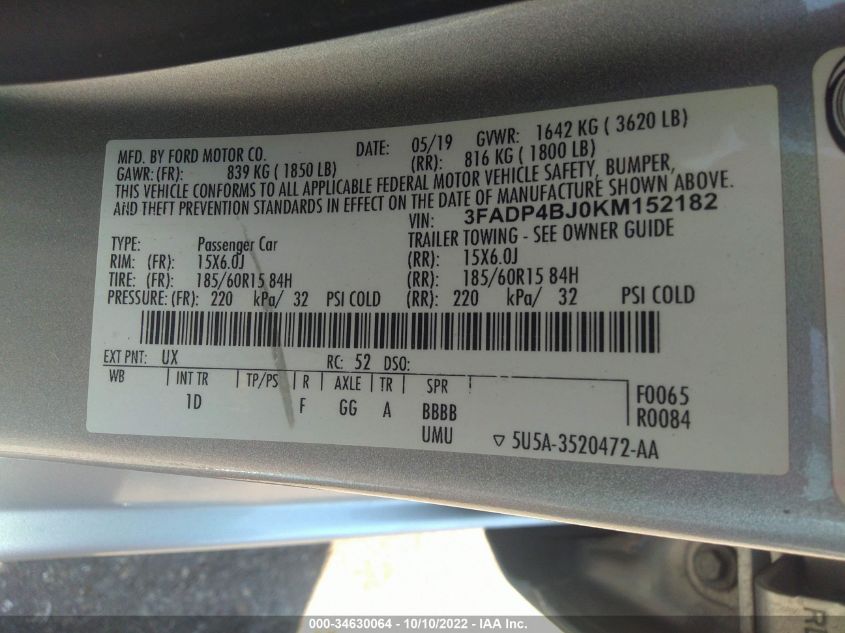 MFD. BY FORD MOTOR CO. DATE: 05/19 GVWR: 1642 KG ( 3620 LB)
GAWR: (FR): 839 KG ( 1850 LB) (RR): 816 KG ( 1800 LB)
THIS VEHICLE CONFORMS TO ALL APPLICABLE FEDERAL MOTOR VEHICLE SAFETY, BUMPER,
AND THEFT PREVENTION STANDARDS IN EFFECT ON THE DATE OF MANUFACTURE SHOWN ABOVE.
VIN: 3FADP4BJ0KM152182
TYPE: Passenger Car TRAILER TOWING - SEE OWNER GUIDE
RIM: (FR): 15X6.0J (RR): 15X6.0J
TIRE: (FR): 185/60R15 84H (RR): 185/60R15 84H
PRESSURE: (FR): 220 kPa/ 32 PSI COLD (RR): 220 kPa/ 32 PSI COLD
EXT PNT: UX RC: 52 DSO:
WB INT TR TP/PS R AXLE TR SPR F0065
1D F GG A BBBB R0084
UMU ▽ 5U5A-3520472-AA
000-34630064 - 10/10/2022 - IAA Inc.